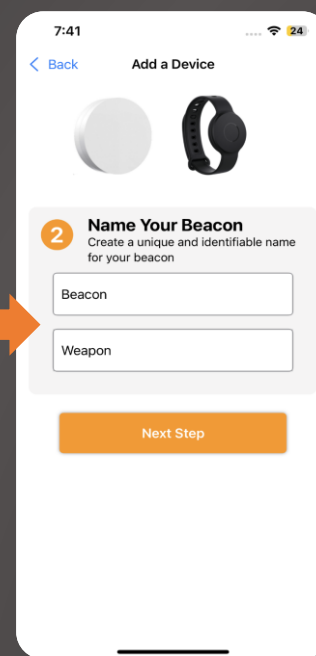 7:41
24
Back
Add a Device
2
Name Your Beacon
Create a unique and identifiable name
for your beacon
Beacon
Weapon
Next Step